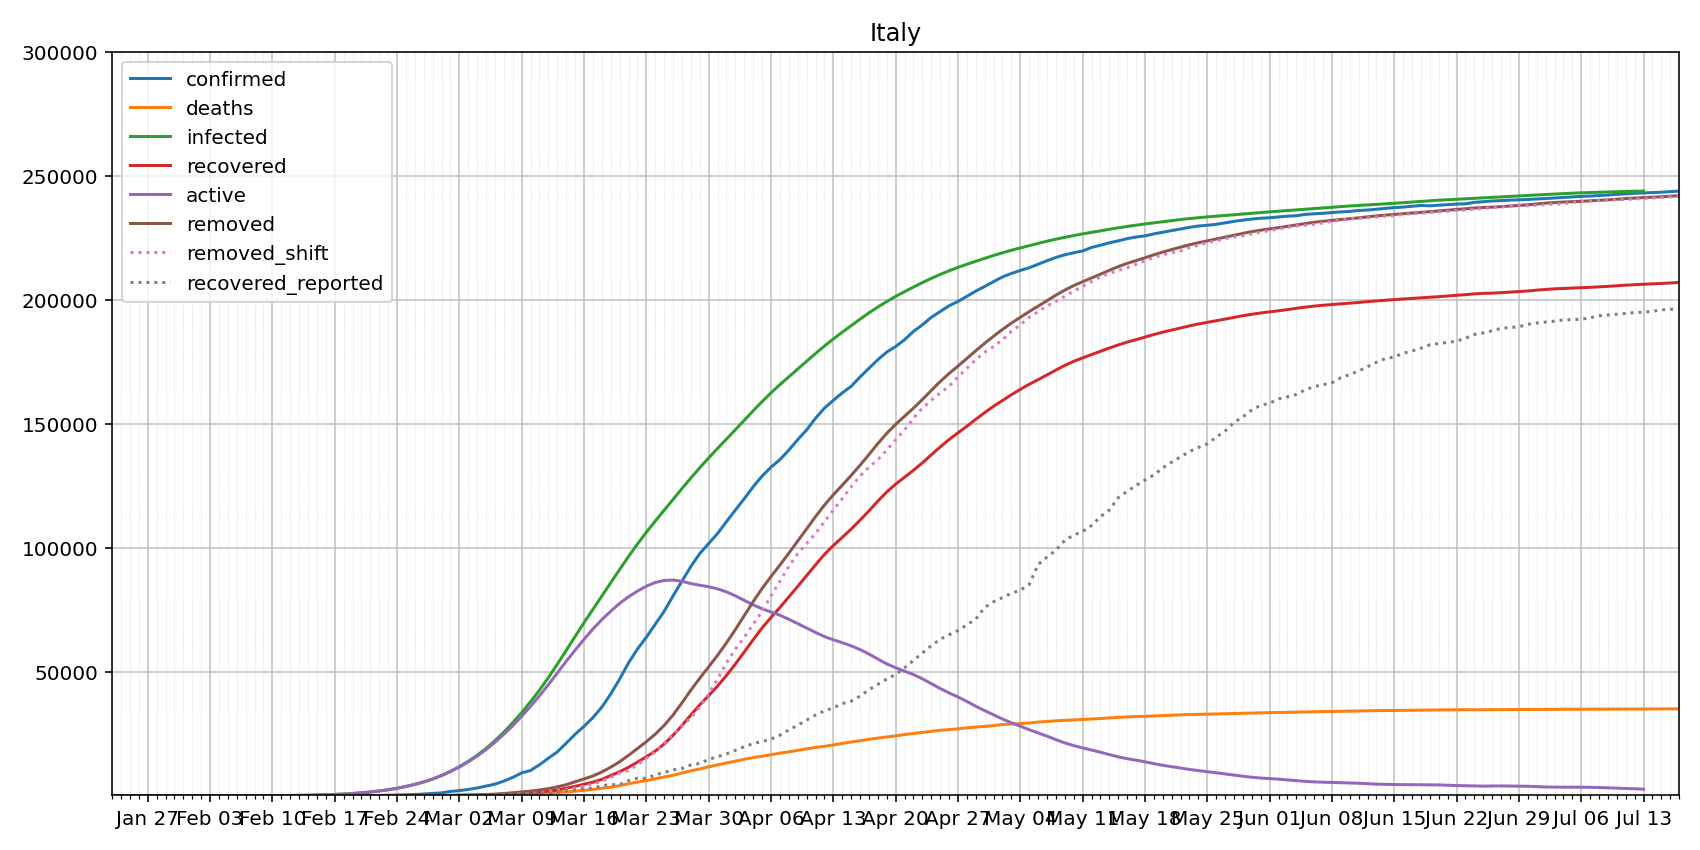 Italy
300000
250000
200000
150000
100000
50000
confirmed
deaths
infected
recovered
active
removed
removed_shift
recovered_reported
Jan 27 Feb 03 Feb 10 Feb 17 Feb 24 Mar 02 Mar 09 Mar 16 Mar 23 Mar 30 Apr 06 Apr 13 Apr 20 Apr 27 May 04 May 11 May 18 May 25 Jun 01 Jun 08 Jun 15 Jun 22 Jun 29 Jul 06 Jul 13